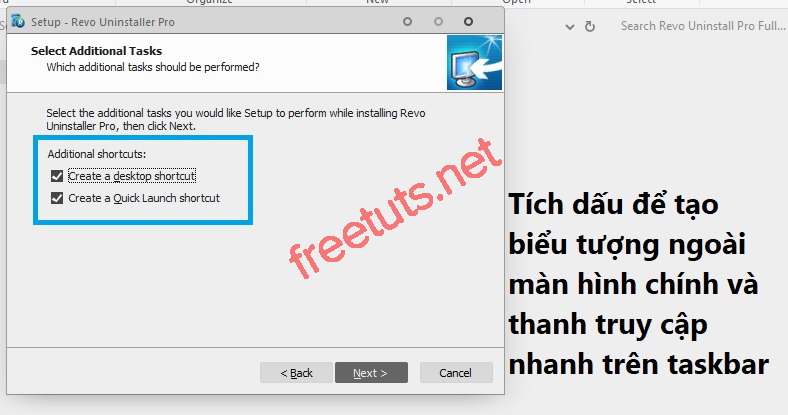 Organize
New
Open
Select
Setup - Revo Uninstaller Pro
Search Revo Uninstall Pro Full...
Select Additional Tasks
Which additional tasks should be performed?
Select the additional tasks you would like Setup to perform while installing Revo
Uninstaller Pro, then click Next.
Additional shortcuts:
Create a desktop shortcut
Create a Quick Launch shortcut
freetuts.net
Tích dấu để tạo
biểu tượng ngoài
màn hình chính và
thanh truy cập
nhanh trên taskbar
< Back
Next >
Cancel